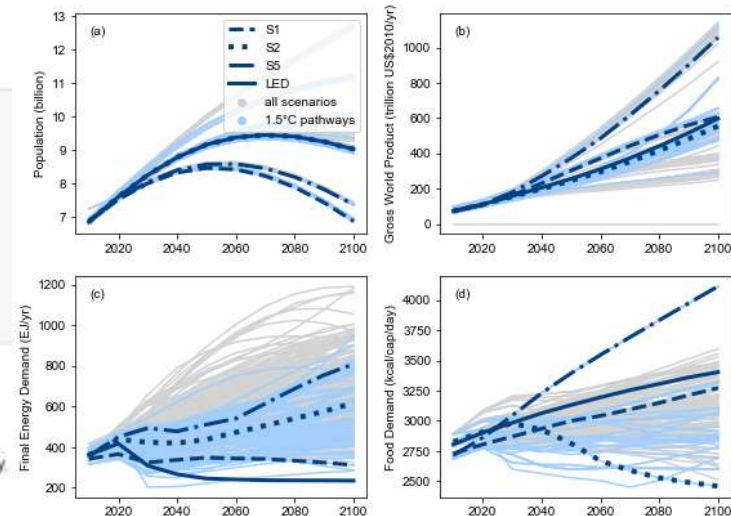 (a)
S1
S2
S5
LED
all scenarios
1.5°C pathways
Population (billion)
13
12
11
10
9
8
7
2020 2040 2060 2080 2100
(b)
Gross World Product (trillion US$2010/yr)
1000
800
600
400
200
0
2020 2040 2060 2080 2100
(c)
Final Energy Demand (EJ/yr)
1200
1000
800
600
400
200
2020 2040 2060 2080 2100
(d)
Food Demand (kcal/cap/day)
4000
3750
3500
3250
3000
2750
2500
2020 2040 2060 2080 2100